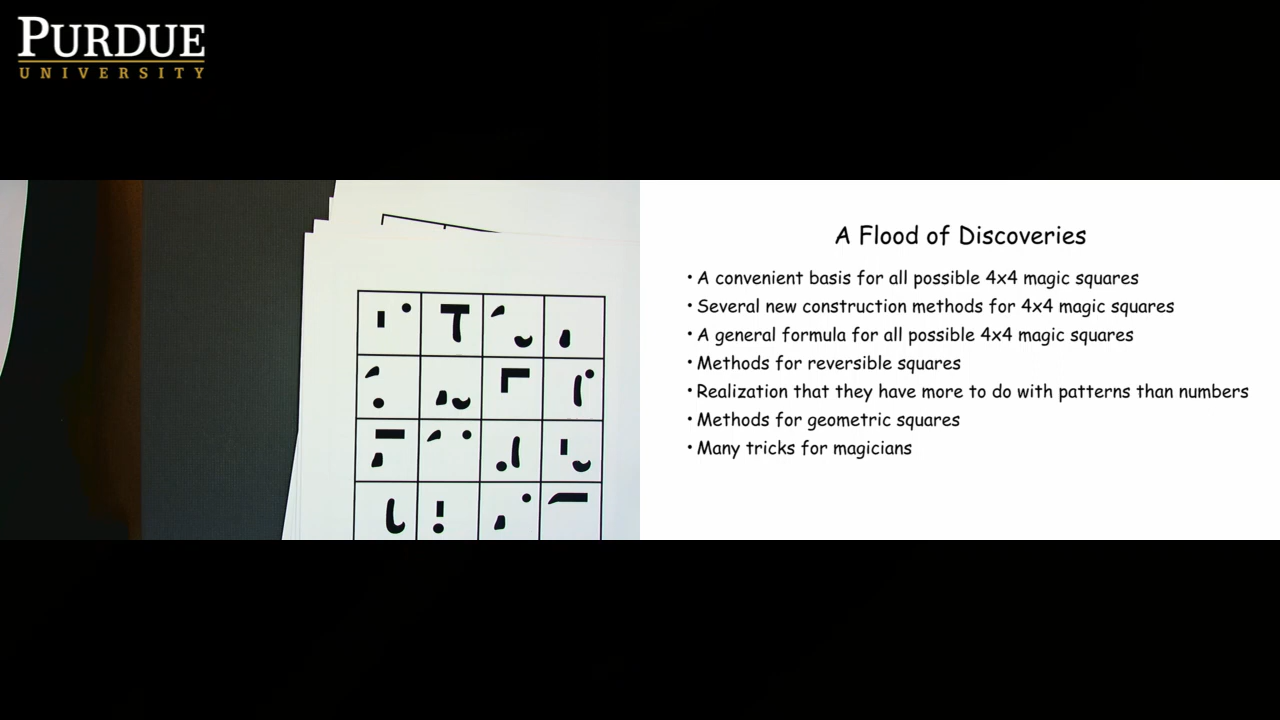 PURDUE
UNIVERSITY
A Flood of Discoveries
• A convenient basis for all possible 4x4 magic squares
• Several new construction methods for 4x4 magic squares
• A general formula for all possible 4x4 magic squares
• Methods for reversible squares
• Realization that they have more to do with patterns than numbers
• Methods for geometric squares
• Many tricks for magicians